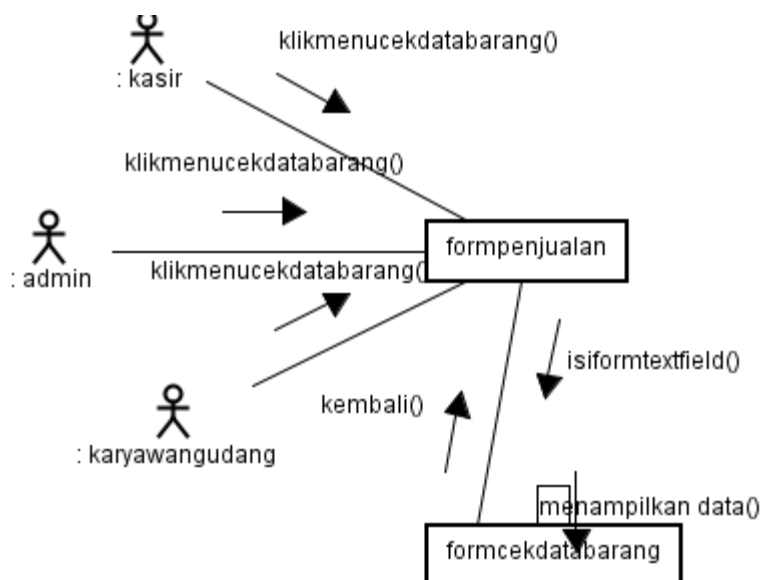 klikmenucekdatabarang()
: kasir
klikmenucekdatabarang()
formpenjualan
: admin
klikmenucekdatabarang()
isiformtextfield()
kembali()
: karyawangudang
menampilkan data()
formcekdatabarang